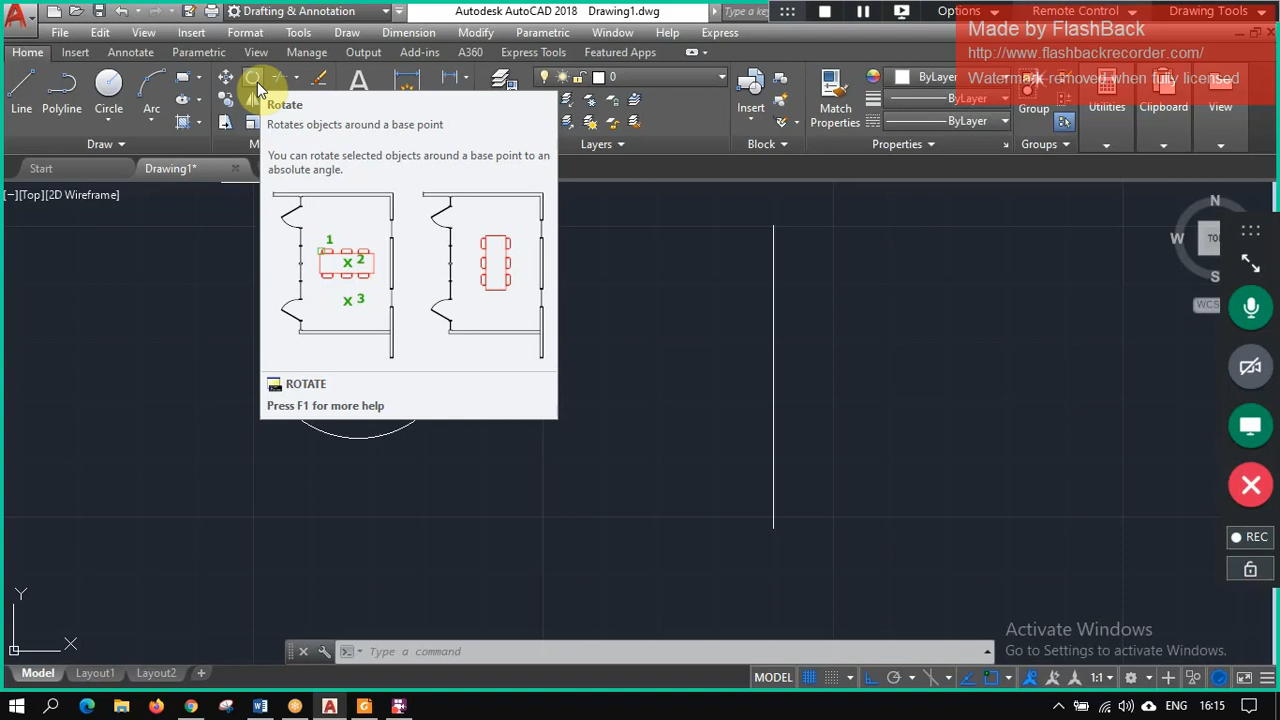 Drafting & Annotation
Autodesk AutoCAD 2018 Drawing1.dwg
Type a key
Options
Remote Control
Drawing Tools
File Edit View Insert Format Tools Draw Dimension Modify Parametric Window Help Express
Made by FlashBack
http://www.flashbackrecorder.com/
Watermark removed when fully licensed
Home Insert Annotate Parametric View Manage Output Add-ins A360 Express Tools Featured Apps
0
ByLayer
ByLayer
ByLayer
Line Polyline Circle Arc
Insert
Match
Properties
Group
Utilities
Clipboard
View
Draw
Layers
Block
Properties
Groups
Rotate
Rotates objects around a base point
You can rotate selected objects around a base point to an
absolute angle.
1
X 2
X 3
ROTATE
Press F1 for more help
Start
Drawing1*
[−][Top][2D Wireframe]
N
W
S
WCS
REC
Y
X
Type a command
Activate Windows
Go to Settings to activate Windows.
Model Layout1 Layout2 +
MODEL
1:1
ENG
16:15